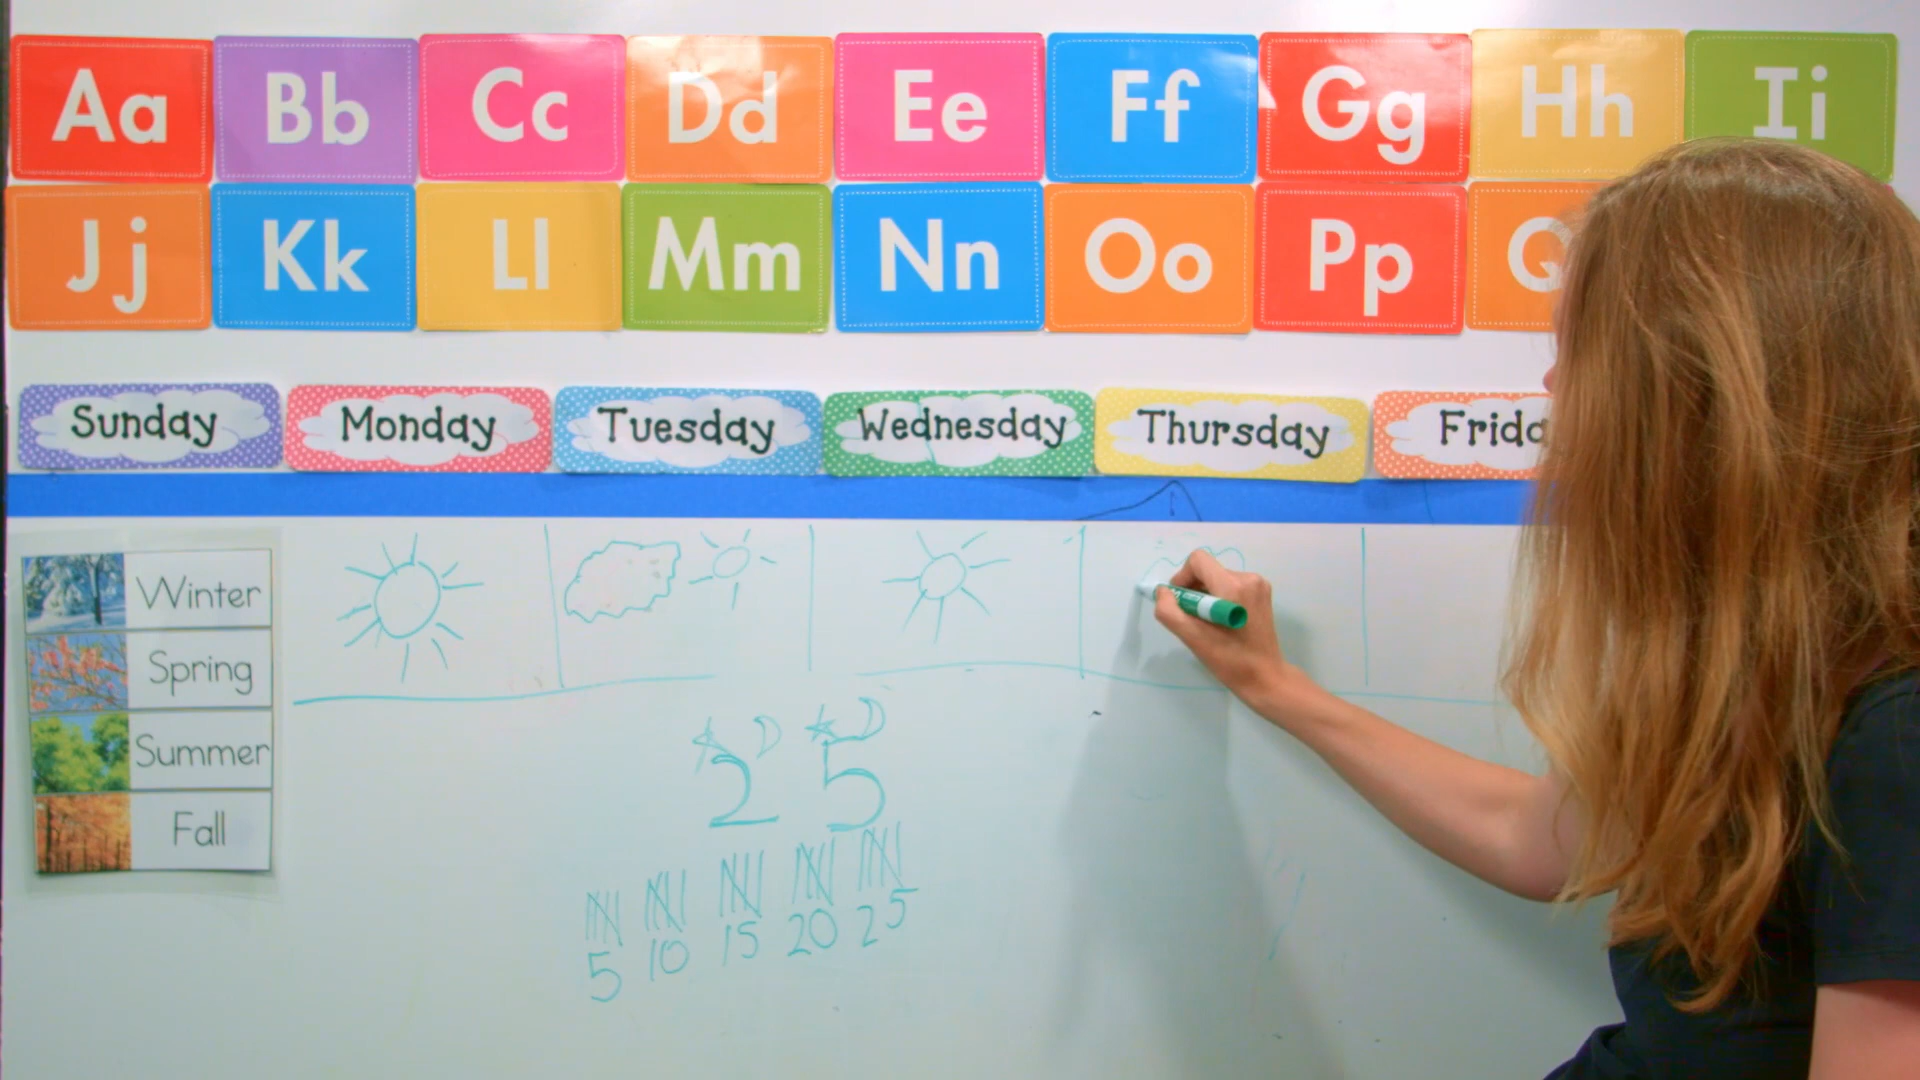 Aa Bb Cc Dd Ee Ff Gg Hh Ii
Jj Kk Ll Mm Nn Oo Pp Q
Sunday Monday Tuesday Wednesday Thursday Frida
Winter
Spring
Summer
Fall
25
5 10 15 20 25